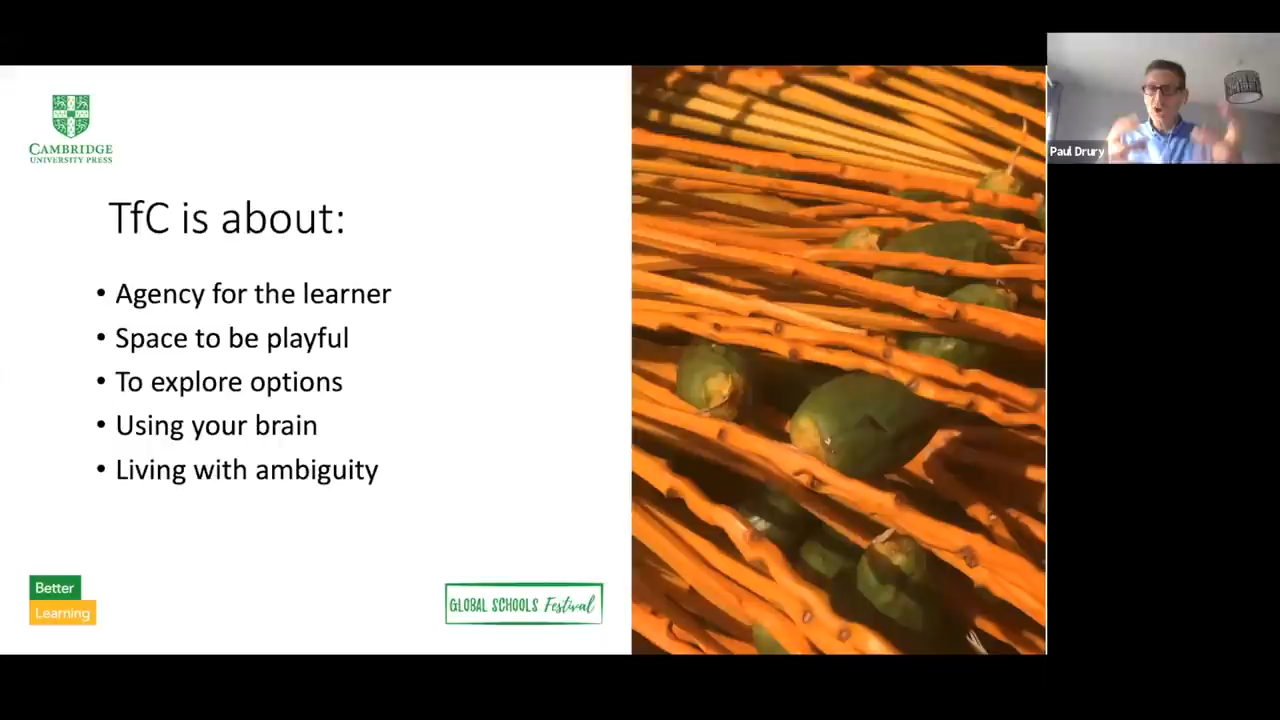 CAMBRIDGE
UNIVERSITY PRESS
TfC is about:
• Agency for the learner
• Space to be playful
• To explore options
• Using your brain
• Living with ambiguity
Better
Learning
GLOBAL SCHOOLS Festival
Paul Drury